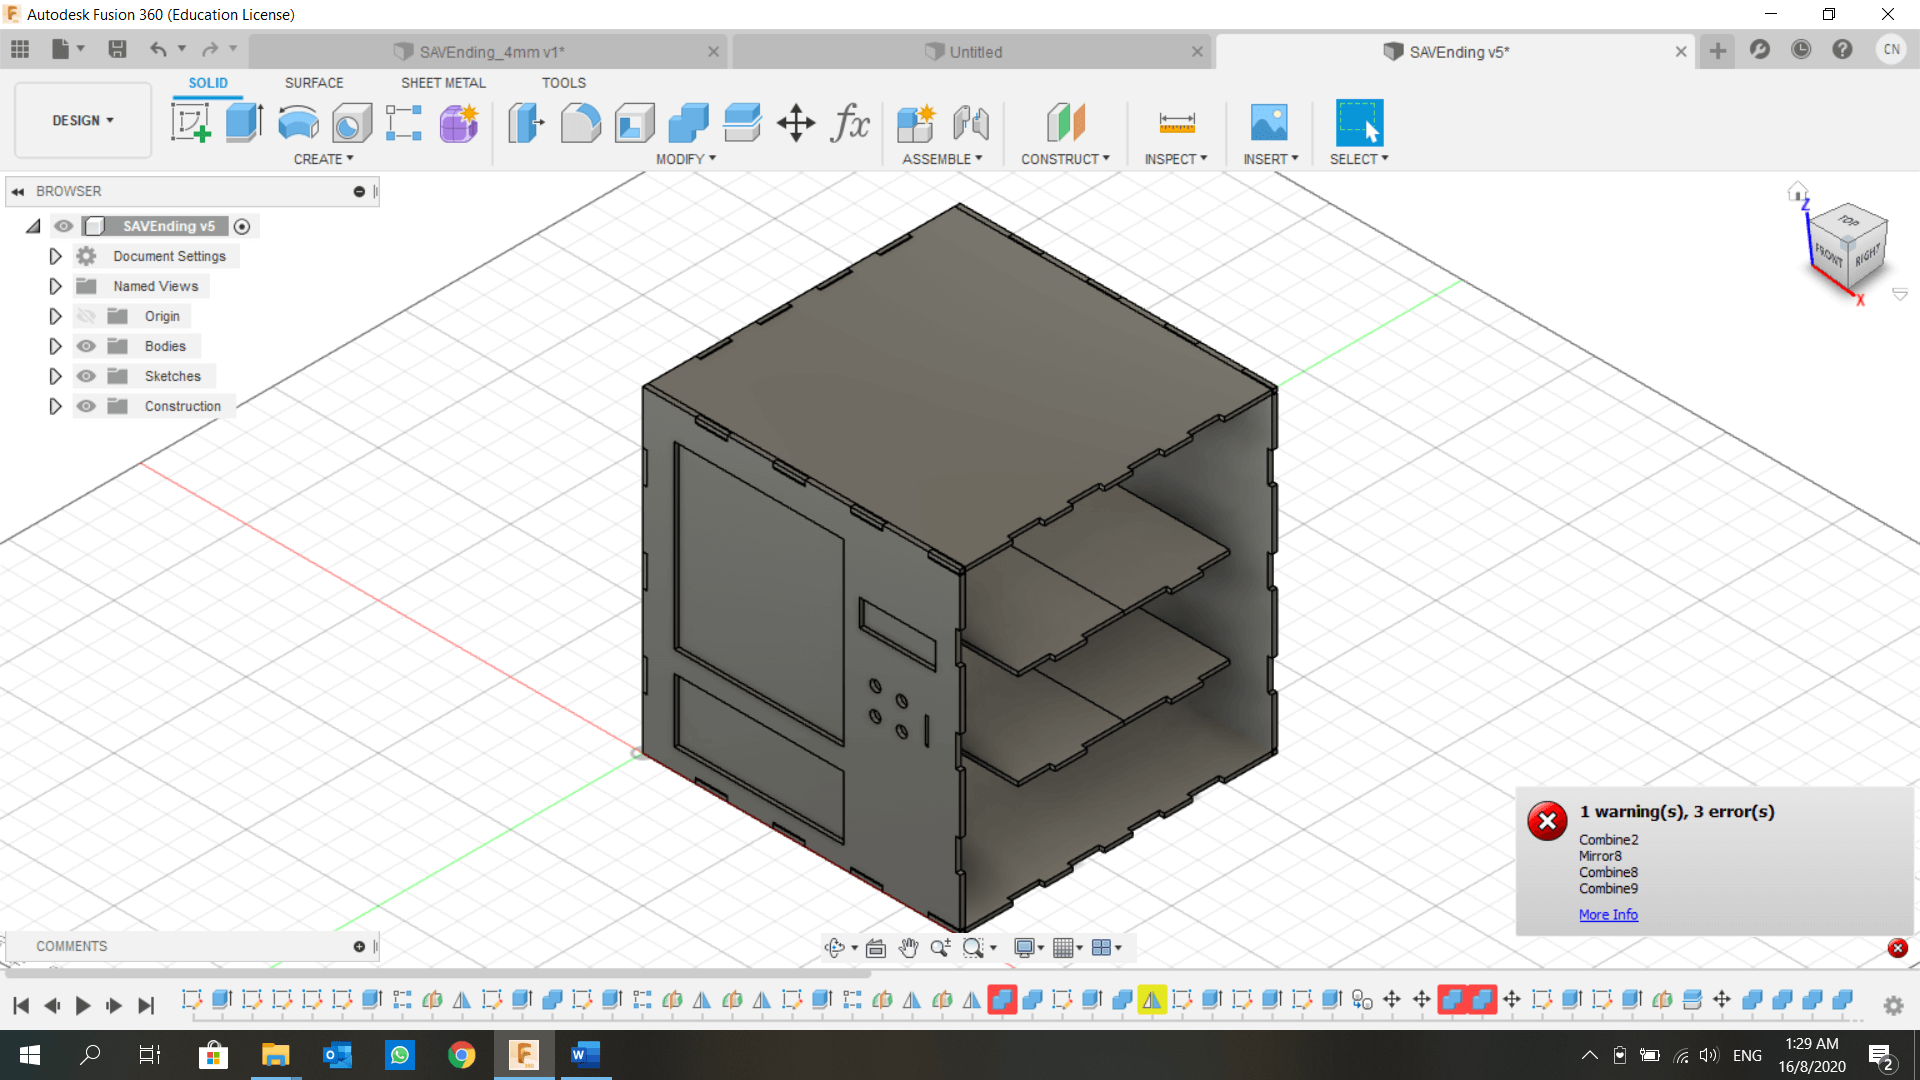 Autodesk Fusion 360 (Education License)
SAVEnding_4mm v1*
Untitled
SAVEnding v5*
CN
DESIGN
SOLID
SURFACE
SHEET METAL
TOOLS
fx
CREATE
MODIFY
ASSEMBLE
CONSTRUCT
INSPECT
INSERT
SELECT
BROWSER
SAVEnding v5
Document Settings
Named Views
Origin
Bodies
Sketches
Construction
Z
TOP
FRONT
RIGHT
X
1 warning(s), 3 error(s)
Combine2
Mirror8
Combine8
Combine9
More Info
COMMENTS
ENG
1:29 AM
16/8/2020
2